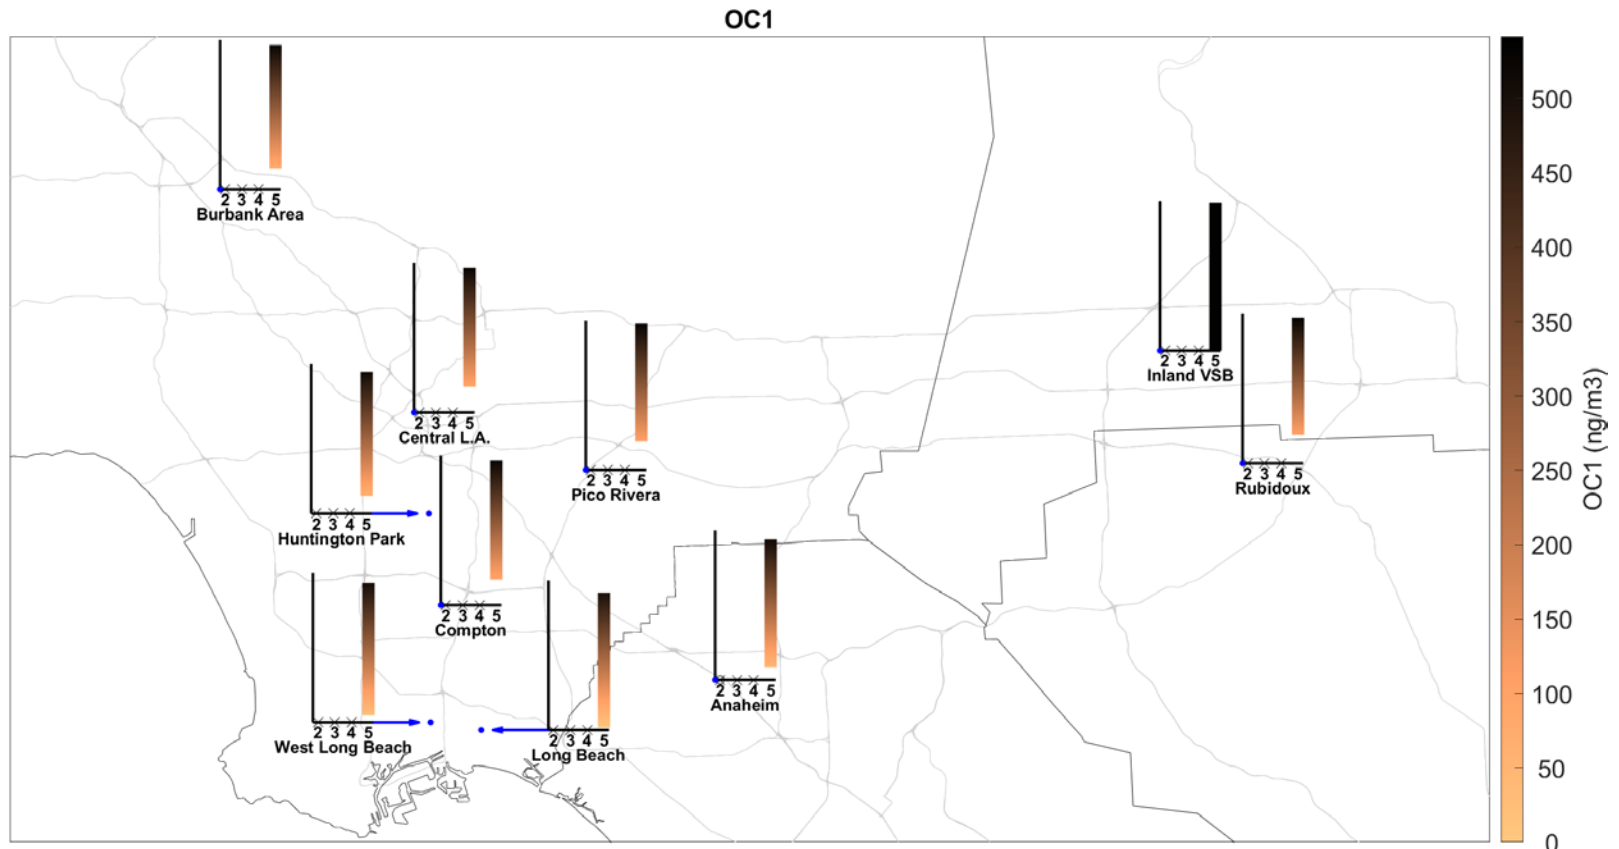 OC1
2 3 4 5
Burbank Area
2 3 4 5
Central L.A.
2 3 4 5
Huntington Park
2 3 4 5
Pico Rivera
2 3 4 5
Inland VSB
2 3 4 5
Rubidoux
2 3 4 5
Compton
2 3 4 5
West Long Beach
2 3 4 5
Long Beach
2 3 4 5
Anaheim
500
450
400
350
300
250
200
150
100
50
0
OC1 (ng/m3)